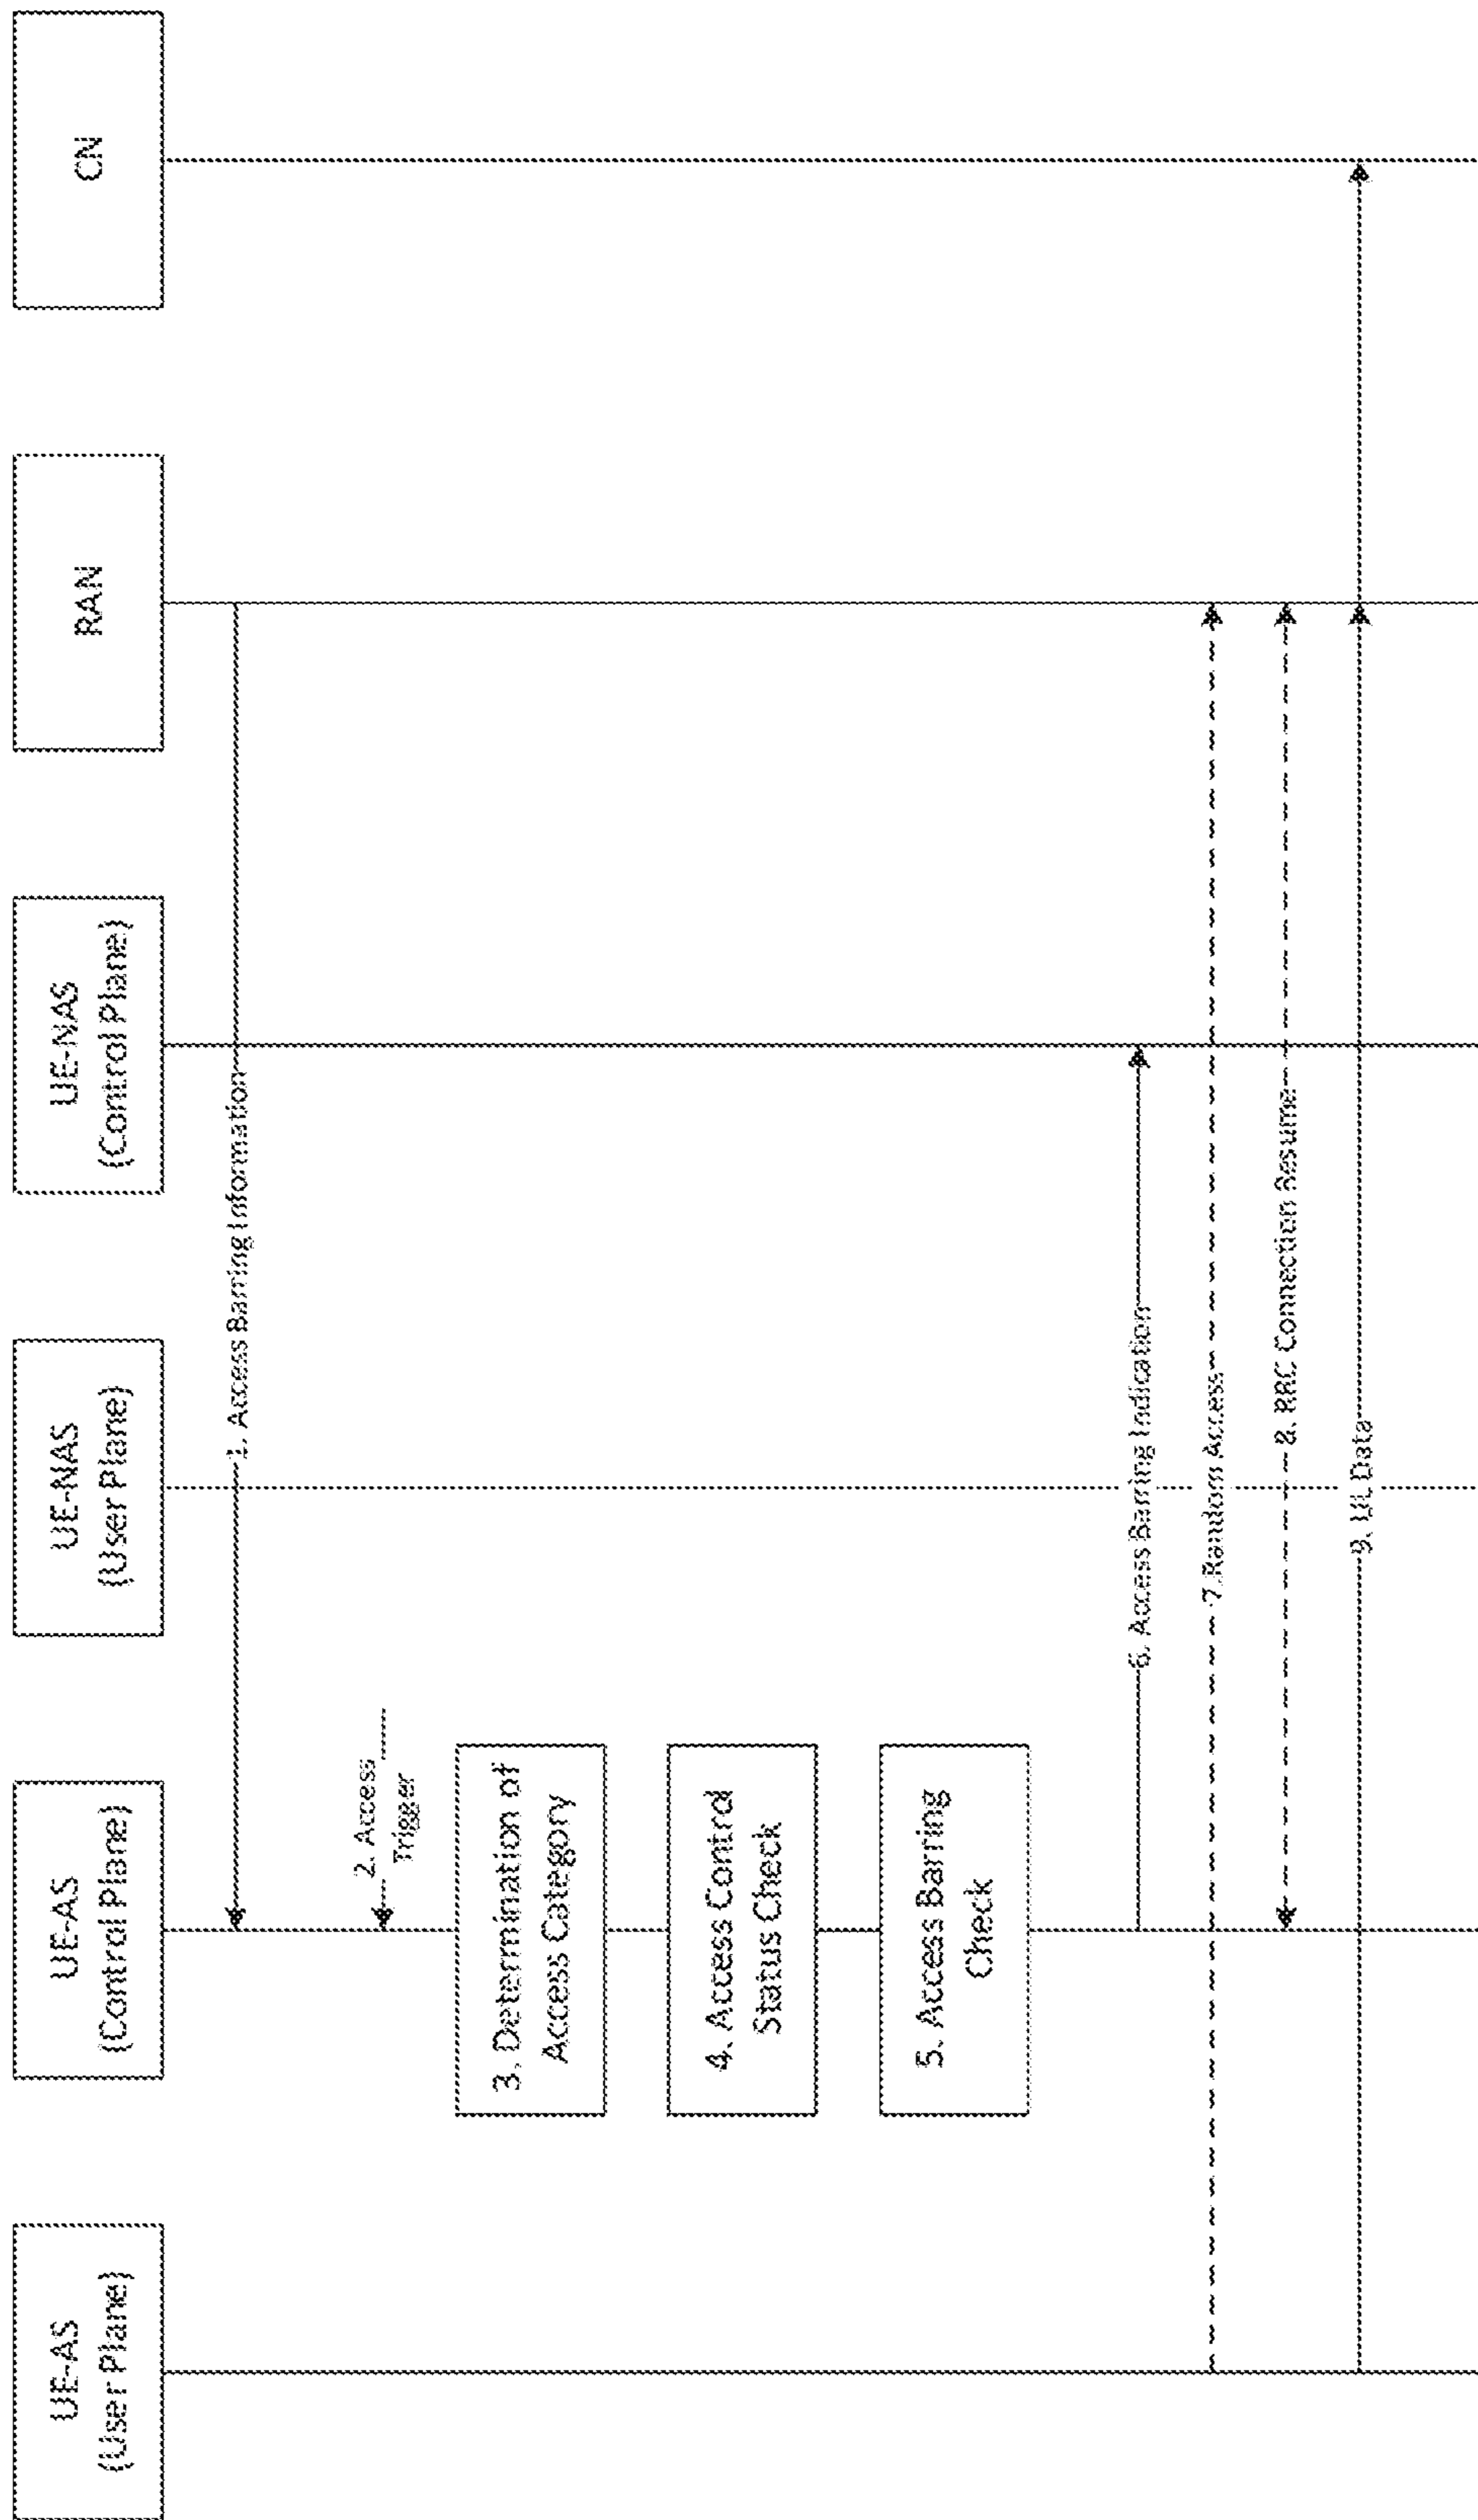 UE-AS
(User Plane)
UE-AS
(Control Plane)
UE-NAS
(User Plane)
UE-NAS
(Control Plane)
RAN
CN
1. Access Barring Information
2. Access
Trigger
3. Determination of
Access Category
4. Access Control
Status Check
5. Access Barring
Check
6. Access Barring Indication
7. Random Access
8. RRC Connection Resume
9. UL Data